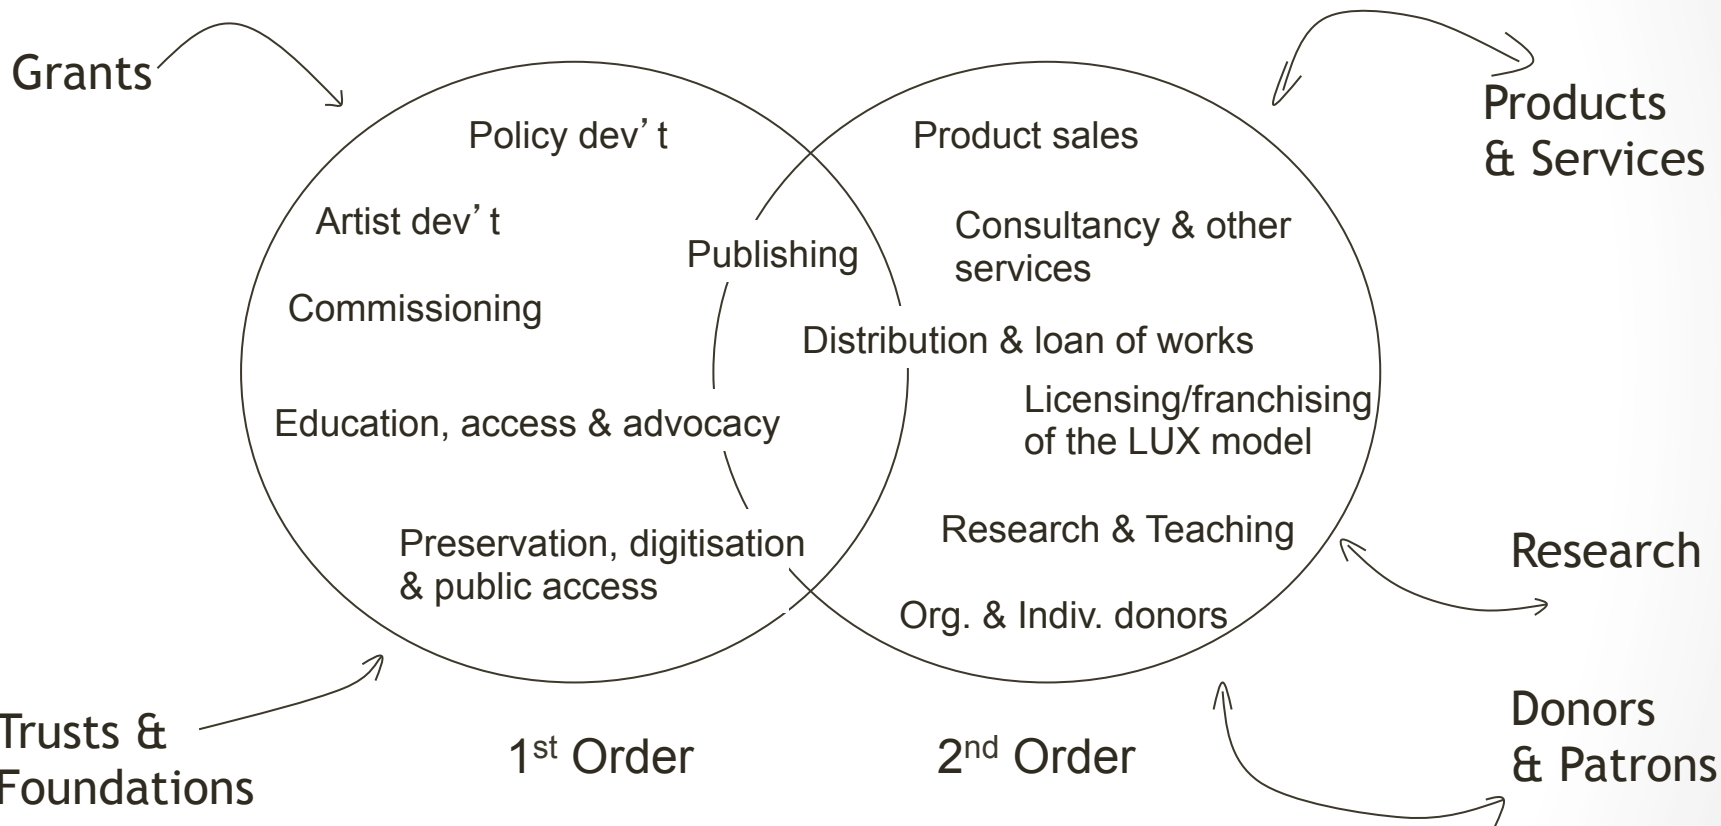 Grants
Products
& Services
Policy dev’ t
Product sales
Artist dev’ t
Consultancy & other
services
Publishing
Commissioning
Distribution & loan of works
Licensing/franchising
of the LUX model
Education, access & advocacy
Research & Teaching
Preservation, digitisation
& public access
Research
Org. & Indiv. donors
Trusts &
Foundations
1st Order
2nd Order
Donors
& Patrons